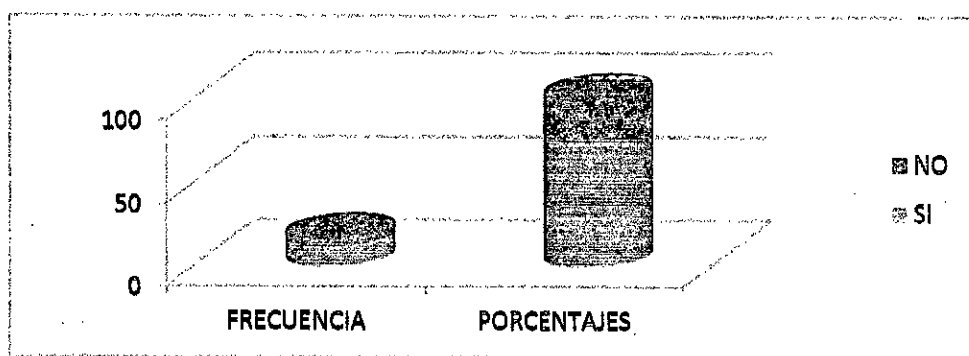 100
50
0
FRECUENCIA
PORCENTAJES
NO
SI